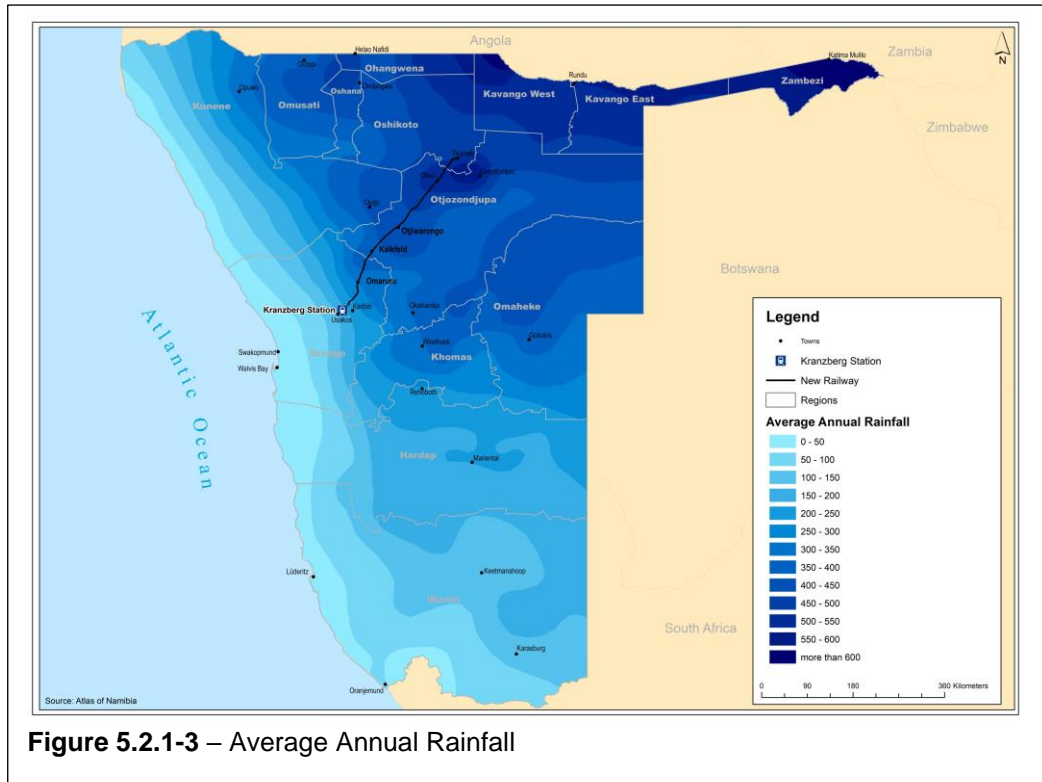 Angola
Zambia
N
Helao Nafidi
Katima Mulilo
Ohangwena
Rundu
Zambezi
Opuwo
Oshana
Kavango West
Kavango East
Kunene
Omusati
Oshikoto
Zimbabwe
Tsumeb
Otavi
Grootfontein
Outjo
Otjozondjupa
Otjiwarongo
Kalkfeld
Botswana
Omaruru
Kranzberg Station
Karibib
Okahandja
Omaheke
Usakos
Atlantic Ocean
Swakopmund
Erongo
Windhoek
Gobabis
Khomas
Walvis Bay
Rehoboth
Hardap
Mariental
Lüderitz
Keetmanshoop
!Karas
South Africa
Karasburg
Oranjemund
Legend
Towns
Kranzberg Station
New Railway
Regions
Average Annual Rainfall
0 - 50
50 - 100
100 - 150
150 - 200
200 - 250
250 - 300
300 - 350
350 - 400
400 - 450
450 - 500
500 - 550
550 - 600
more than 600
0 90 180 360 Kilometers
Source: Atlas of Namibia
Figure 5.2.1-3 – Average Annual Rainfall